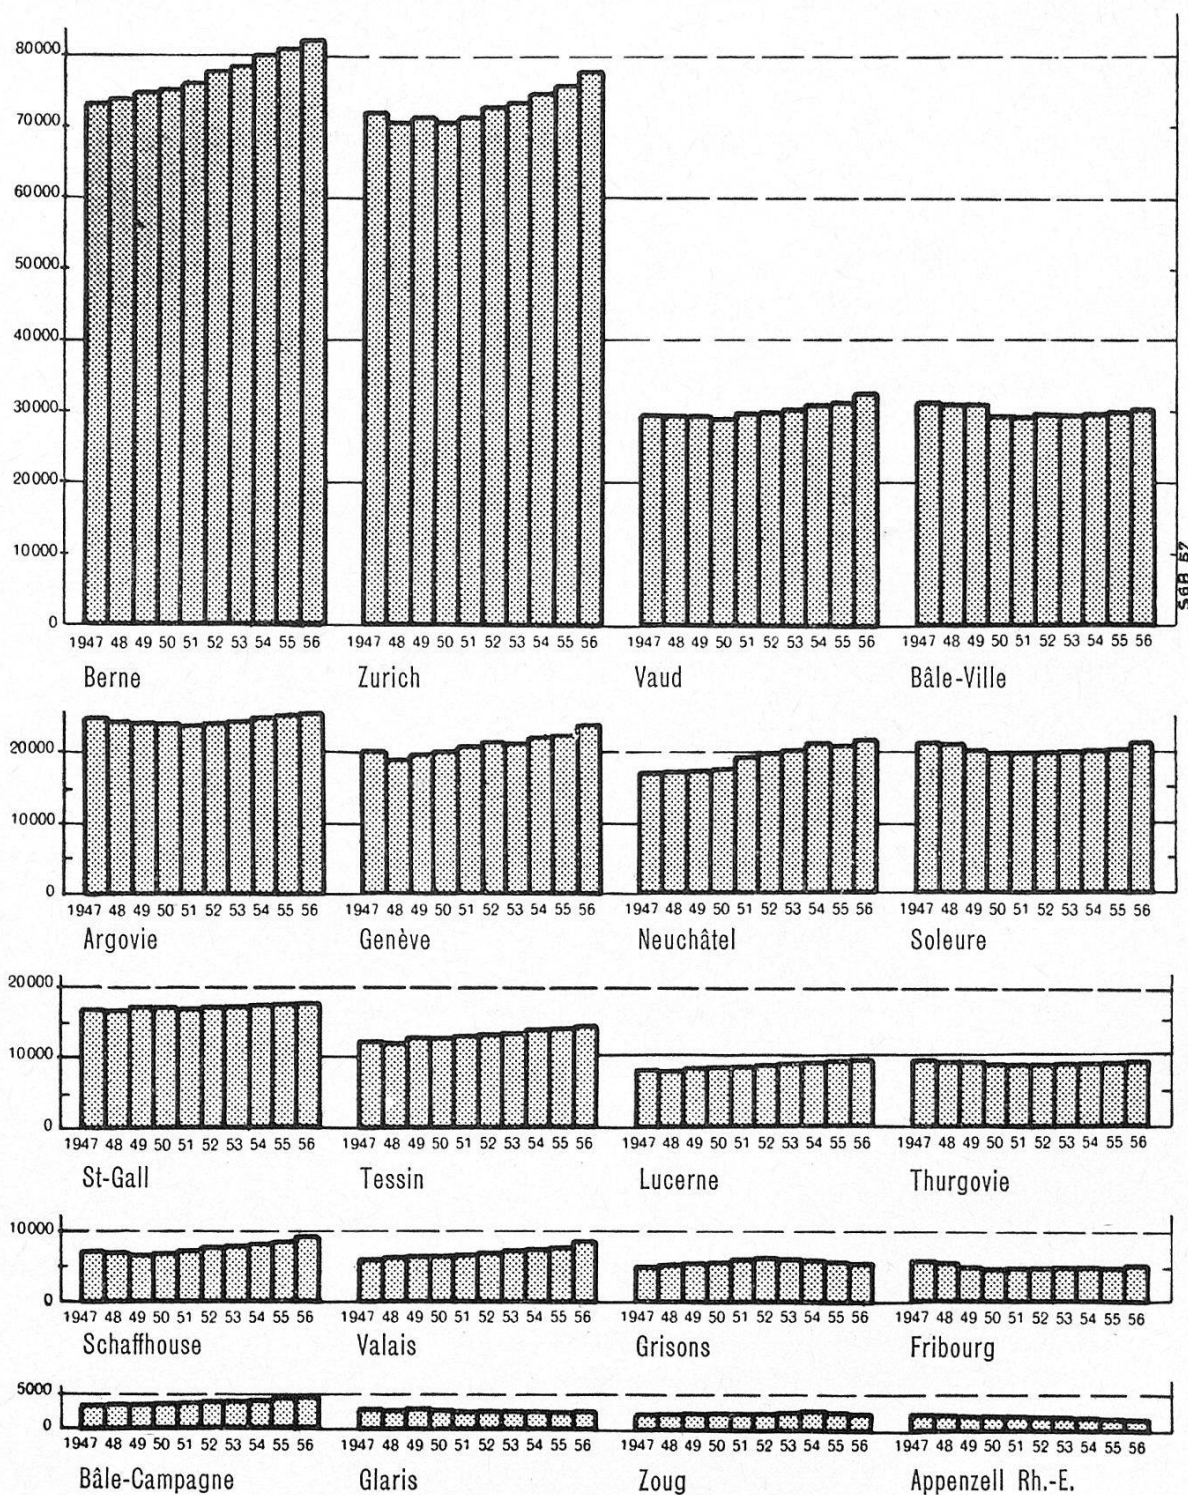 80000
70000
60000
50000
40000
30000
20000
10000
0
1947 48 49 50 51 52 53 54 55 56
1947 48 49 50 51 52 53 54 55 56
1947 48 49 50 51 52 53 54 55 56
1947 48 49 50 51 52 53 54 55 56
Berne
Zurich
Vaud
Bâle-Ville
SGB 57
20000
10000
0
1947 48 49 50 51 52 53 54 55 56
1947 48 49 50 51 52 53 54 55 56
1947 48 49 50 51 52 53 54 55 56
1947 48 49 50 51 52 53 54 55 56
Argovie
Genève
Neuchâtel
Soleure
20000
10000
0
1947 48 49 50 51 52 53 54 55 56
1947 48 49 50 51 52 53 54 55 56
1947 48 49 50 51 52 53 54 55 56
1947 48 49 50 51 52 53 54 55 56
St-Gall
Tessin
Lucerne
Thurgovie
10000
0
1947 48 49 50 51 52 53 54 55 56
1947 48 49 50 51 52 53 54 55 56
1947 48 49 50 51 52 53 54 55 56
1947 48 49 50 51 52 53 54 55 56
Schaffhouse
Valais
Grisons
Fribourg
5000
0
1947 48 49 50 51 52 53 54 55 56
1947 48 49 50 51 52 53 54 55 56
1947 48 49 50 51 52 53 54 55 56
1947 48 49 50 51 52 53 54 55 56
Bâle-Campagne
Glaris
Zoug
Appenzell Rh.-E.